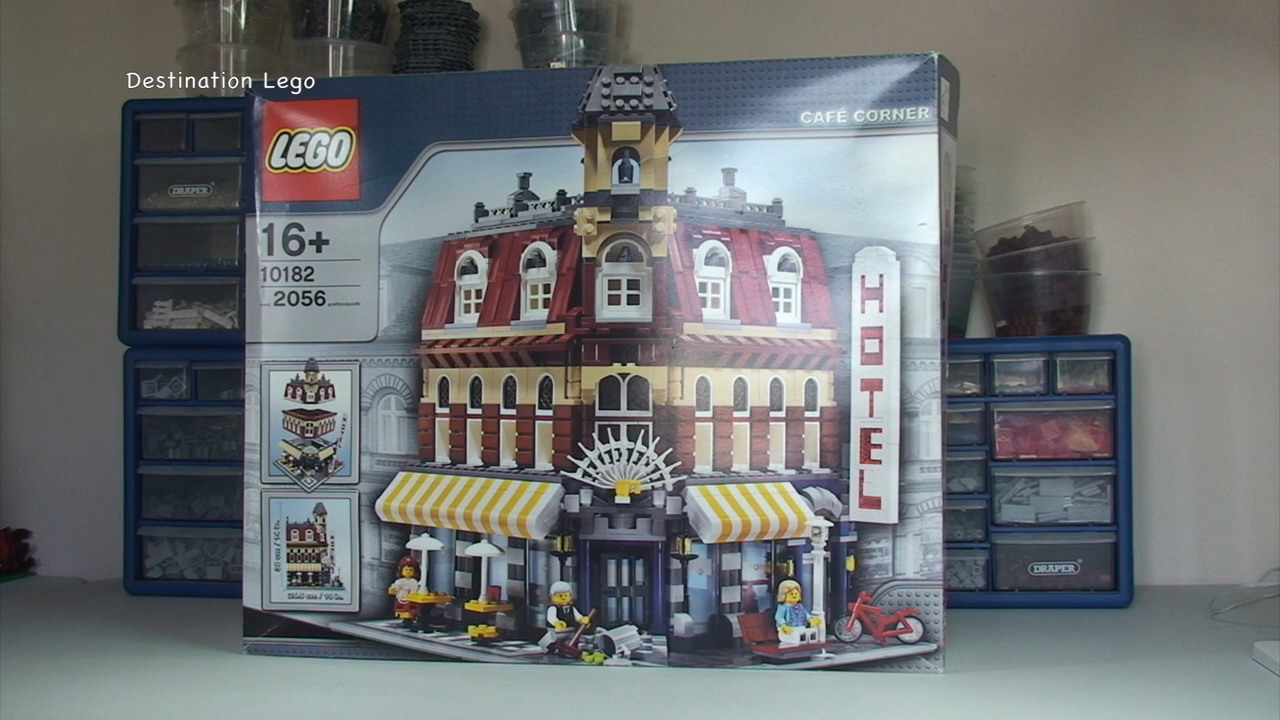 Destination Lego
CAFÉ CORNER
LEGO
DRAPER
16+
10182
2056
HOTEL
DRAPER